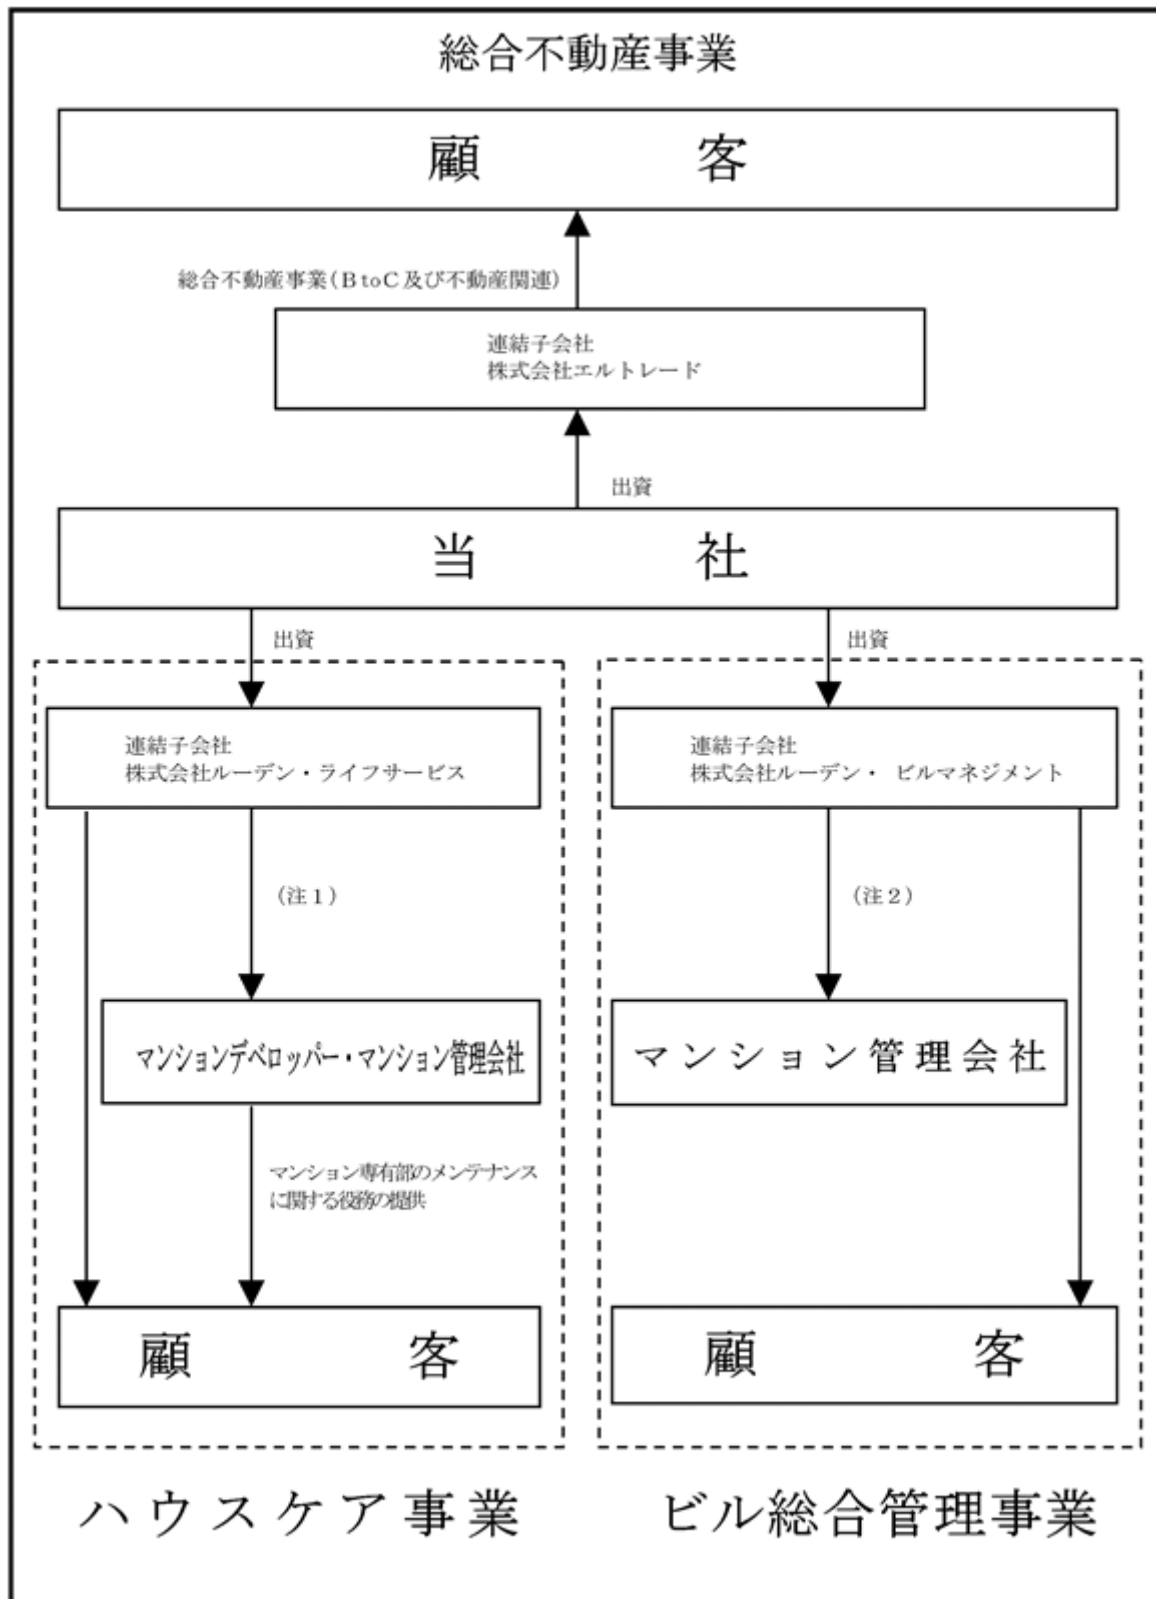 総合不動産事業
顧客
総合不動産事業(BtoC及び不動産関連)
連結子会社
株式会社エルトレード
出資
当社
出資
出資
連結子会社
株式会社ルーデン・ライフサービス
連結子会社
株式会社ルーデン・ ビルマネジメント
(注1)
(注2)
マンションデベロッパー・マンション管理会社
マンション管理会社
マンション専有部のメンテナンス
に関する役務の提供
顧客
顧客
ハウスケア事業
ビル総合管理事業